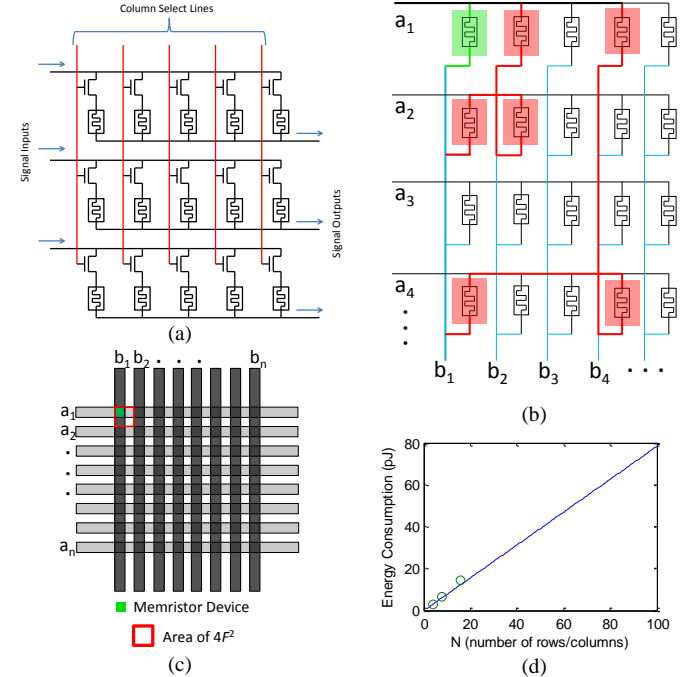 Column Select Lines
Signal Inputs
Signal Outputs
(a)
a1
a2
a3
a4
b1 b2 b3 b4 . . .
(b)
b1 b2 . . . bn
a1
a2
an
Memristor Device
Area of 4F²
(c)
Energy Consumption (pJ)
80
60
40
20
0
0 20 40 60 80 100
N (number of rows/columns)
(d)